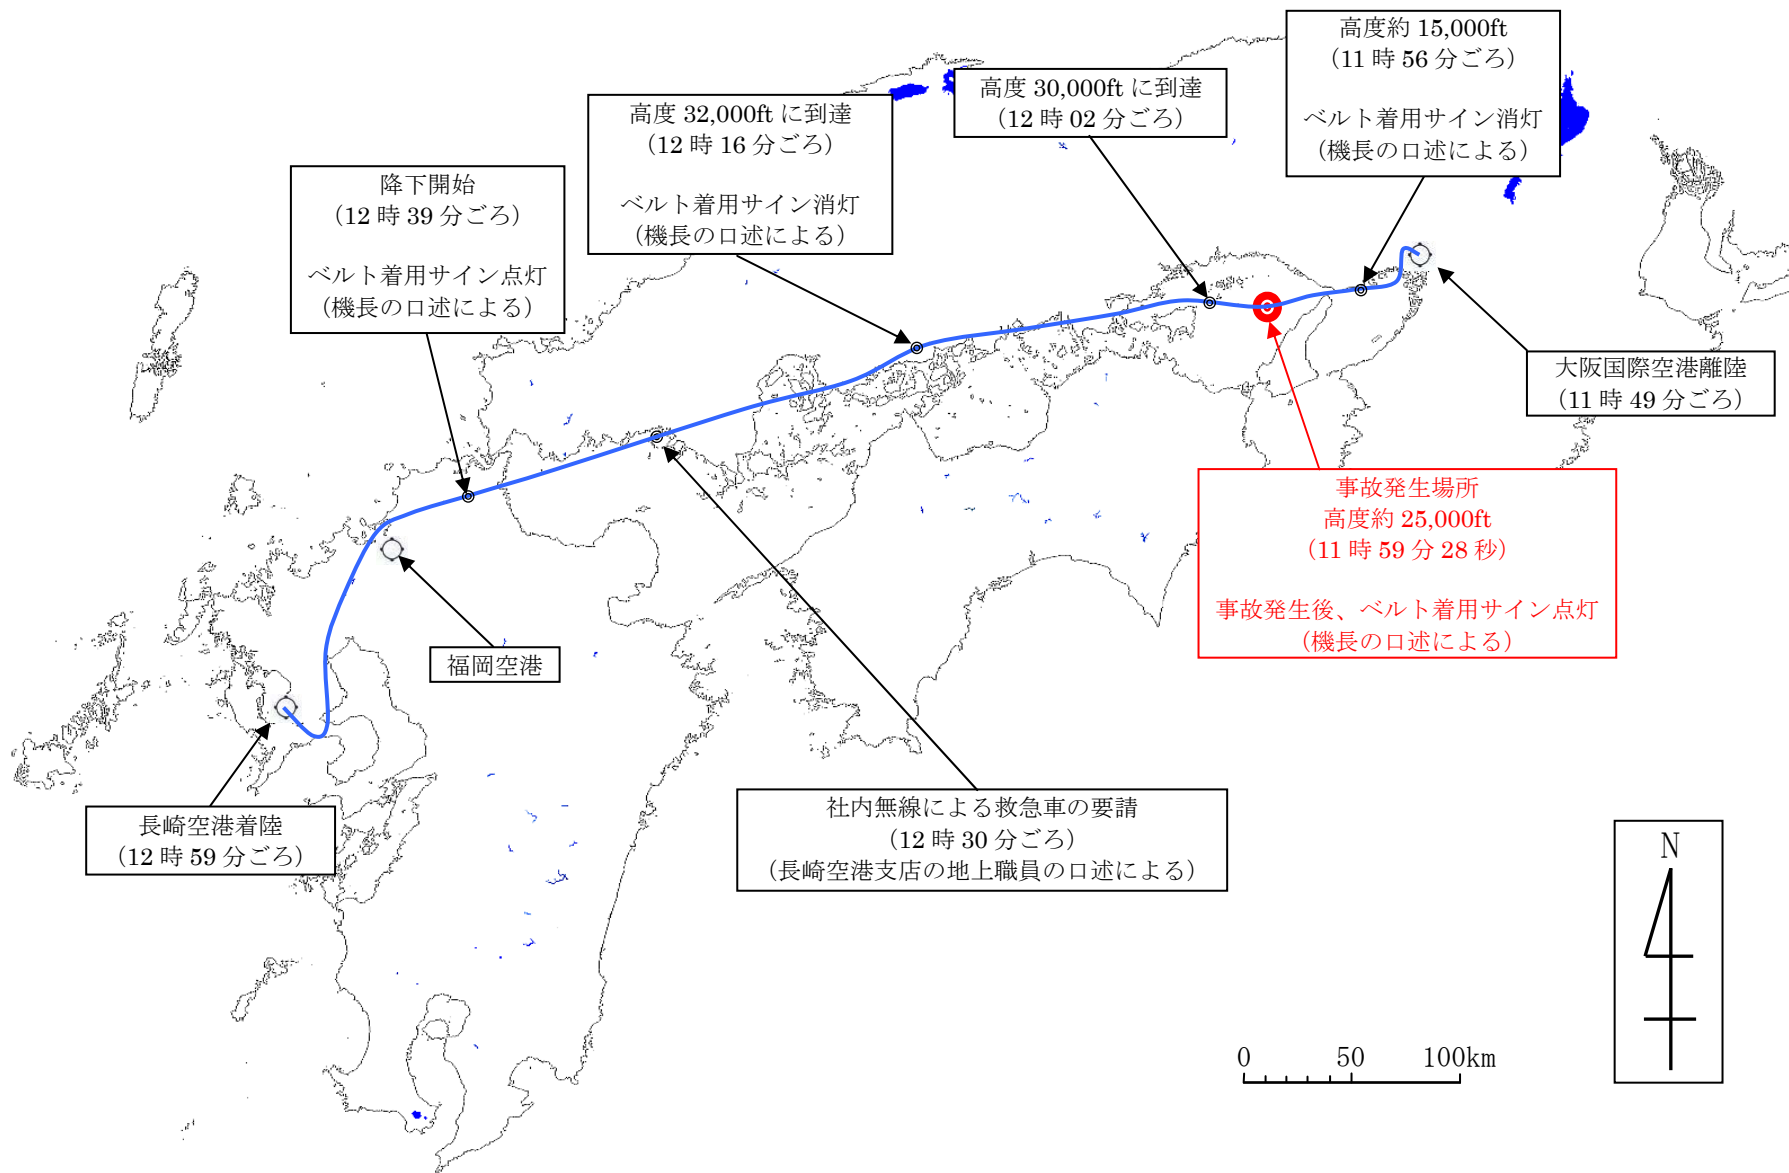 高度約 15,000ft
（11 時 56 分ごろ）
ベルト着用サイン消灯
（機長の口述による）
高度 30,000ft に到達
（12 時 02 分ごろ）
高度 32,000ft に到達
（12 時 16 分ごろ）
ベルト着用サイン消灯
（機長の口述による）
降下開始
（12 時 39 分ごろ）
ベルト着用サイン点灯
（機長の口述による）
大阪国際空港離陸
（11 時 49 分ごろ）
事故発生場所
高度約 25,000ft
（11 時 59 分 28 秒）
事故発生後、ベルト着用サイン点灯
（機長の口述による）
福岡空港
長崎空港着陸
（12 時 59 分ごろ）
社内無線による救急車の要請
（12 時 30 分ごろ）
（長崎空港支店の地上職員の口述による）
N
0 50 100km